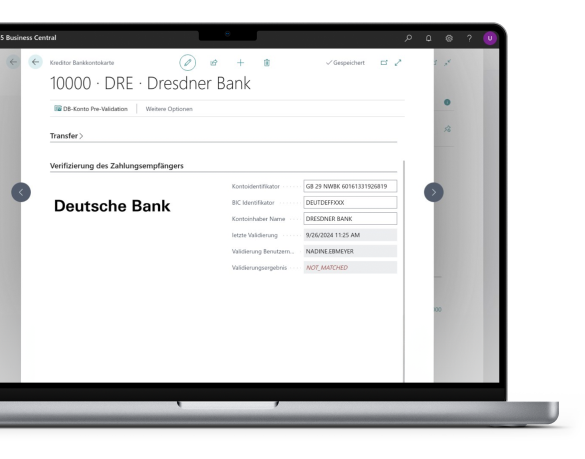 5 Business Central
?
U
Kreditor Bankkontokarte
✓ Gespeichert
10000 · DRE · Dresdner Bank
DB-Konto Pre-Validation
Weitere Optionen
Transfer >
Verifizierung des Zahlungsempfängers
Deutsche Bank
Kontoidentifikator GB 29 NWBK 60161331926819
BIC Identifikator DEUTDEFFXXX
Kontoinhaber Name DRESDNER BANK
letzte Validierung 9/26/2024 11:25 AM
Validierung Benutzern... NADINE.EBMEYER
Validierungsergebnis NOT_MATCHED